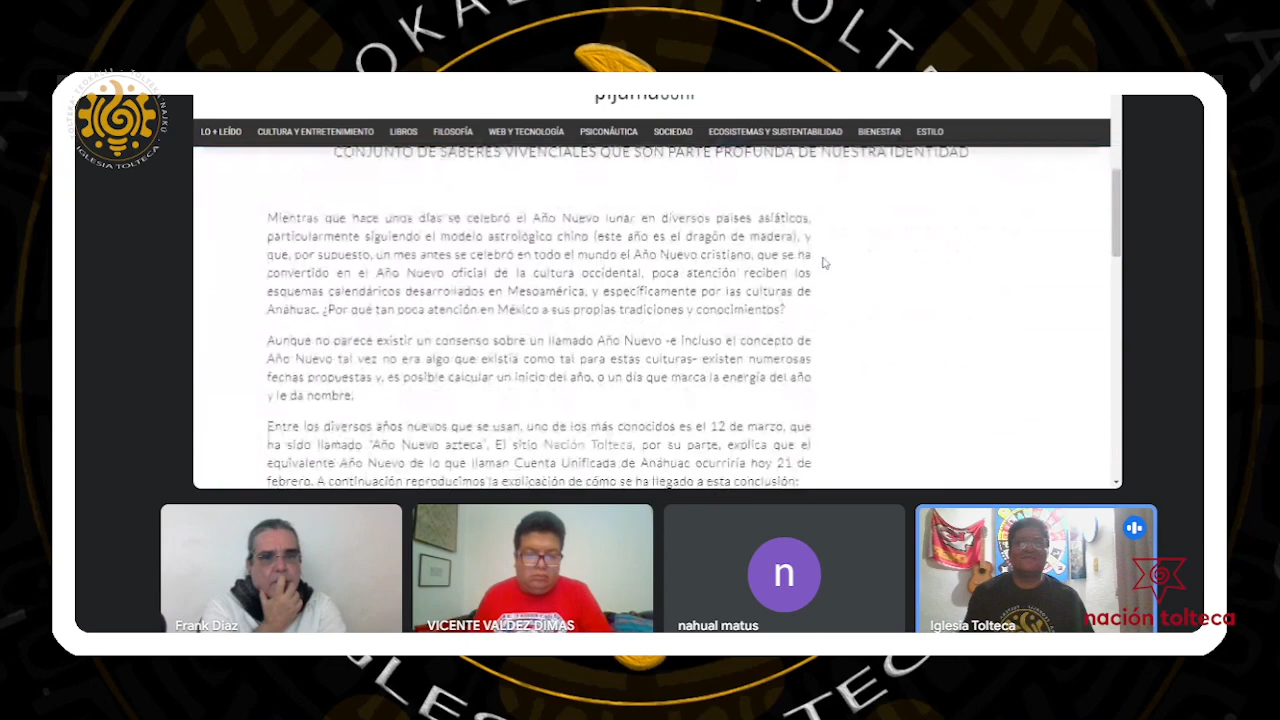 OKA
TOLT
pijamasurf
LO + LEÍDO CULTURA Y ENTRETENIMIENTO LIBROS FILOSOFÍA WEB Y TECNOLOGÍA PSICONÁUTICA SOCIEDAD ECOSISTEMAS Y SUSTENTABILIDAD BIENESTAR ESTILO
CONJUNTO DE SABERES VIVENCIALES QUE SON PARTE PROFUNDA DE NUESTRA IDENTIDAD
Mientras que hace unos días se celebró el Año Nuevo lunar en diversos países asiáticos,
particularmente siguiendo el modelo astrológico chino (este año es el dragón de madera), y
que, por supuesto, un mes antes se celebró en todo el mundo el Año Nuevo cristiano, que se ha
convertido en el Año Nuevo oficial de la cultura occidental, poca atención reciben los
esquemas calendáricos desarrollados en Mesoamérica, y específicamente por las culturas de
Anáhuac. ¿Por qué tan poca atención en México a sus propias tradiciones y conocimientos?
Aunque no parece existir un consenso sobre un llamado Año Nuevo -e incluso el concepto de
Año Nuevo tal vez no era algo que existía como tal para estas culturas- existen numerosas
fechas propuestas y, es posible calcular un inicio del año, o un día que marca la energía del año
y le da nombre.
Entre los diversos años nuevos que se usan, uno de los más conocidos es el 12 de marzo, que
ha sido llamado "Año Nuevo azteca". El sitio Nación Tolteca, por su parte, explica que el
equivalente Año Nuevo de lo que llaman Cuenta Unificada de Anáhuac ocurriría hoy 21 de
febrero. A continuación reproducimos la explicación de cómo se ha llegado a esta conclusión:
IGLESIA TOLTECA
n
Frank Diaz
VICENTE VALDEZ DIMAS
nahual matus
Iglesia Tolteca
nación tolteca
GLES
TEC